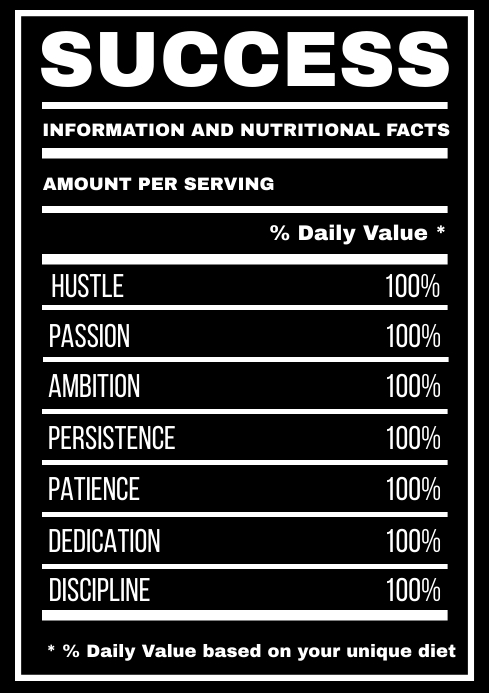 SUCCESS
INFORMATION AND NUTRITIONAL FACTS
AMOUNT PER SERVING
% Daily Value *
HUSTLE 100%
PASSION 100%
AMBITION 100%
PERSISTENCE 100%
PATIENCE 100%
DEDICATION 100%
DISCIPLINE 100%
* % Daily Value based on your unique diet